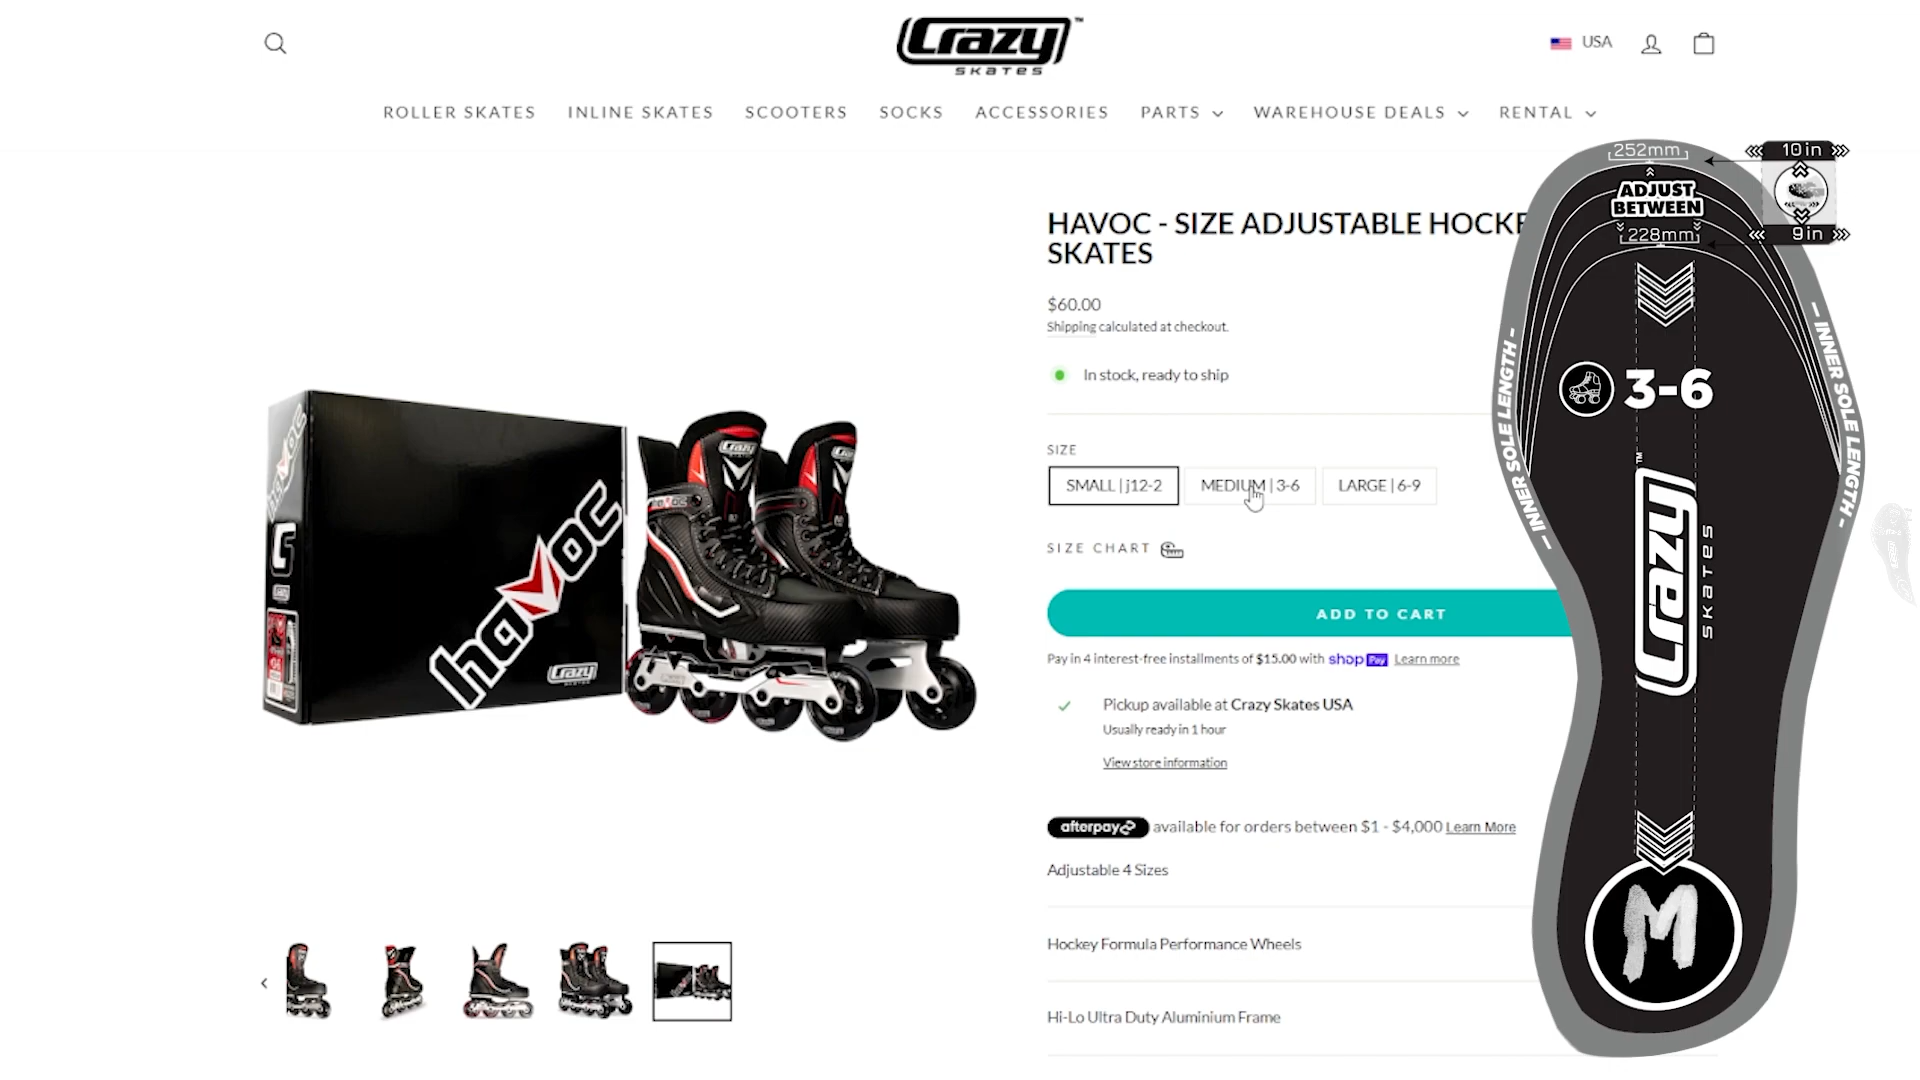 Crazy
SKATES
USA
ROLLER SKATES
INLINE SKATES
SCOOTERS
SOCKS
ACCESSORIES
PARTS
WAREHOUSE DEALS
RENTAL
HAVOC - SIZE ADJUSTABLE HOCKE
SKATES
$60.00
Shipping calculated at checkout.
In stock, ready to ship
SIZE
SMALL | j12-2
MEDIUM | 3-6
LARGE | 6-9
SIZE CHART
ADD TO CART
Pay in 4 interest-free installments of $15.00 with shop Pay Learn more
Pickup available at Crazy Skates USA
Usually ready in 1 hour
View store information
afterpay available for orders between $1 - $4,000 Learn More
Adjustable 4 Sizes
Hockey Formula Performance Wheels
Hi-Lo Ultra Duty Aluminium Frame
havoc
Crazy
havoc
CS
Crazy
252mm
ADJUST
BETWEEN
228mm
10in
9in
- INNER SOLE LENGTH -
- INNER SOLE LENGTH -
3-6
Crazy
SKATES
M